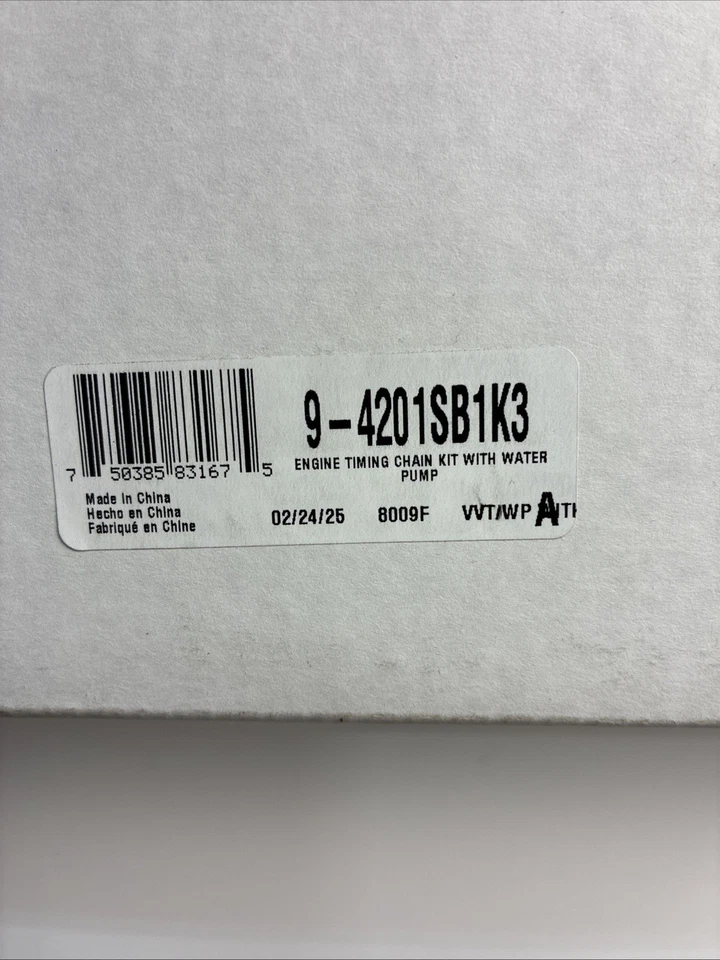 9-4201SB1K3
ENGINE TIMING CHAIN KIT WITH WATER
PUMP
7 50385 83167 5
Made in China
Hecho en China
Fabriqué en Chine
02/24/25 8009F VVT/WP A